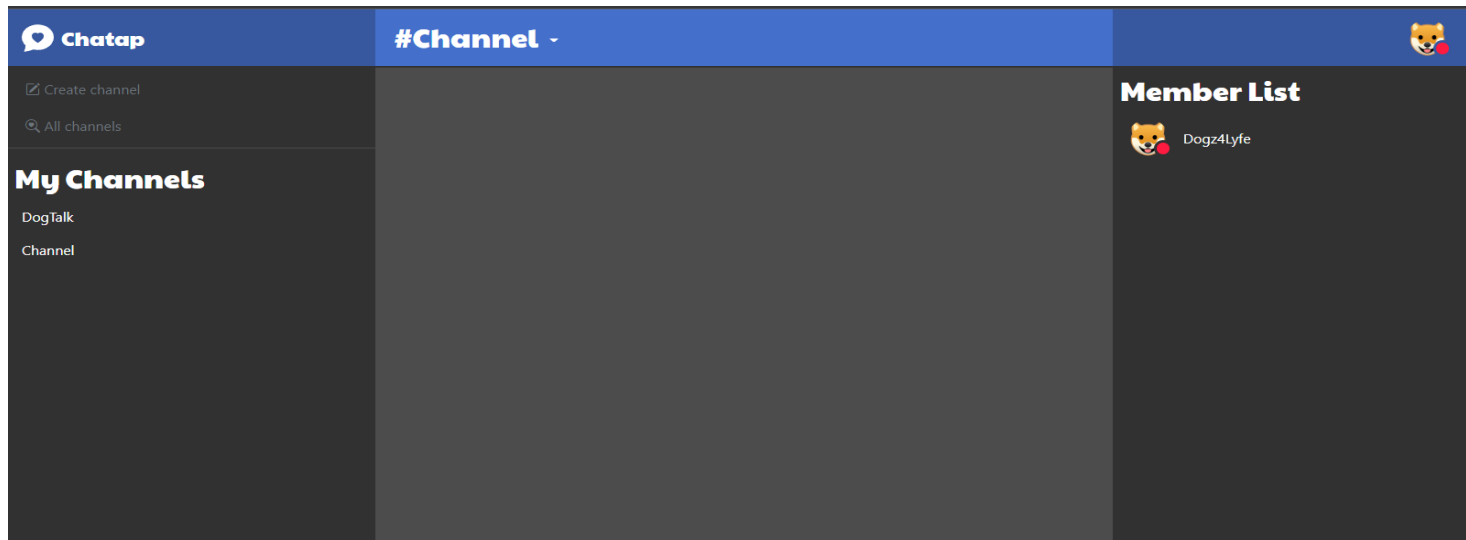 Chatap
#Channel
Create channel
All channels
My Channels
DogTalk
Channel
Member List
Dogz4Lyfe